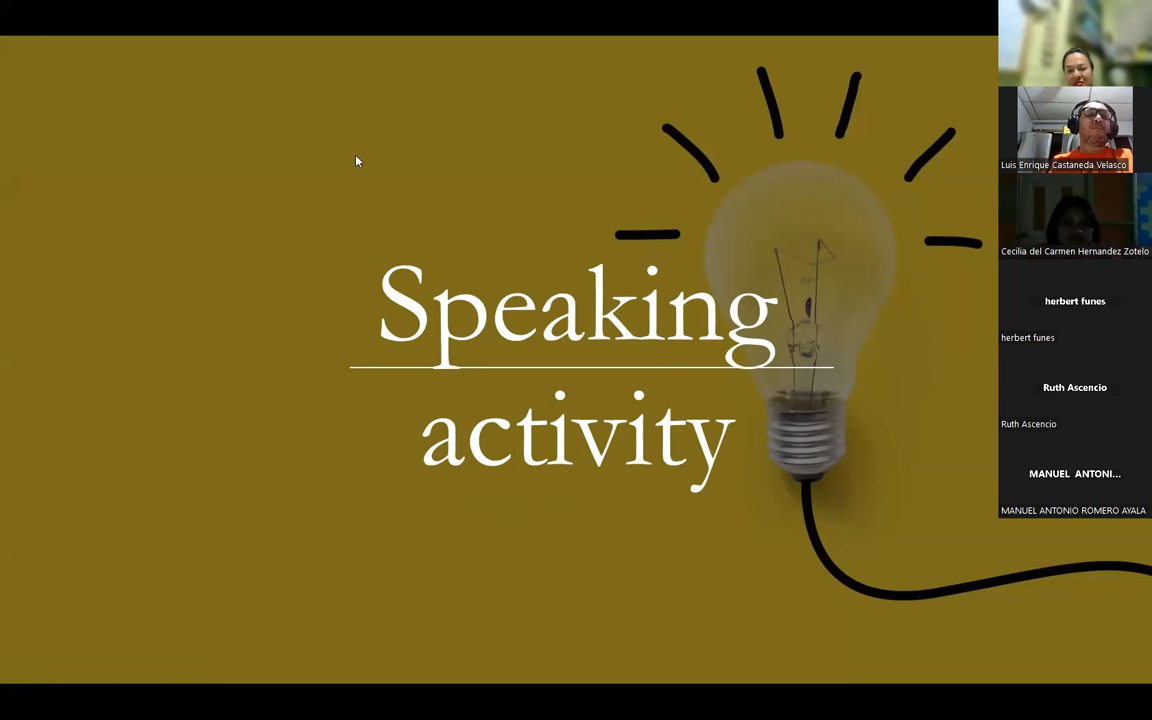 Speaking
activity
Luis Enrique Castaneda Velasco
Cecilia del Carmen Hernandez Zotelo
herbert funes
herbert funes
Ruth Ascencio
Ruth Ascencio
MANUEL ANTONI...
MANUEL ANTONIO ROMERO AYALA